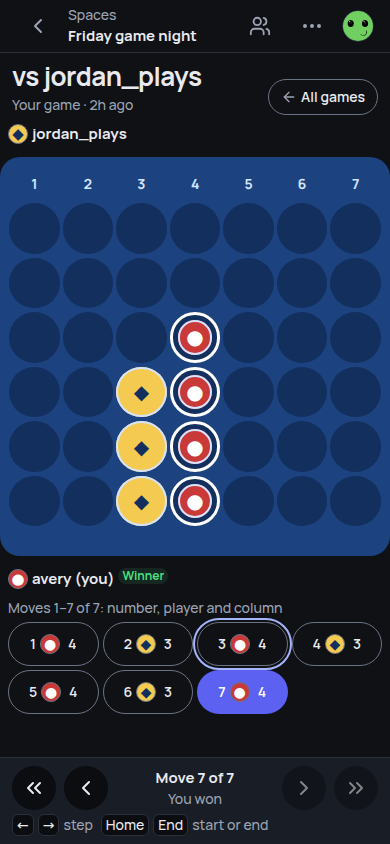 Spaces
Friday game night
vs jordan_plays
Your game · 2h ago
← All games
jordan_plays
1 2 3 4 5 6 7
avery (you) Winner
Moves 1–7 of 7: number, player and column
1 4 2 3 3 4 4 3
5 4 6 3 7 4
Move 7 of 7
You won
← → step Home End start or end